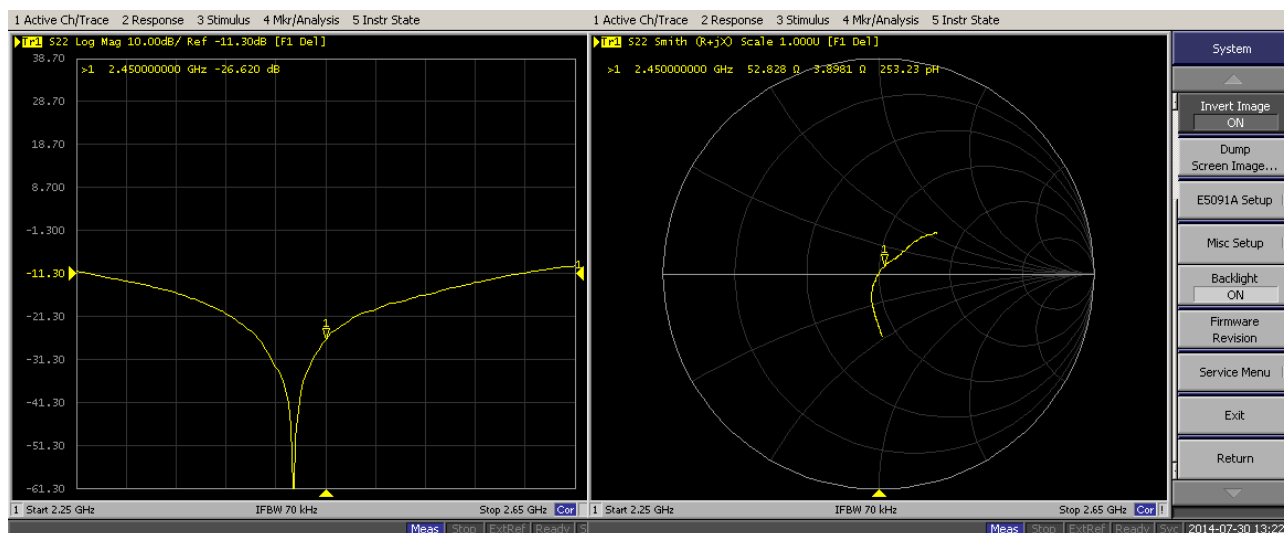 1 Active Ch/Trace 2 Response 3 Stimulus 4 Mkr/Analysis 5 Instr State
Tr1 S22 Log Mag 10.00dB/ Ref -11.30dB [F1 Del]
38.70
>1 2.450000000 GHz -26.620 dB
28.70
18.70
8.700
-1.300
-11.30
-21.30
-31.30
-41.30
-51.30
-61.30
1
1
1 Start 2.25 GHz IFBW 70 kHz Stop 2.65 GHz Cor
Meas Stop ExtRef Ready S
1 Active Ch/Trace 2 Response 3 Stimulus 4 Mkr/Analysis 5 Instr State
Tr1 S22 Smith (R+jX) Scale 1.000U [F1 Del]
>1 2.450000000 GHz 52.828 Ω 3.8981 Ω 253.23 pH
1
1 Start 2.25 GHz IFBW 70 kHz Stop 2.65 GHz Cor !
Meas Stop ExtRef Ready Svc 2014-07-30 13:22
System
Invert Image
ON
Dump
Screen Image...
E5091A Setup
Misc Setup
Backlight
ON
Firmware
Revision
Service Menu
Exit
Return